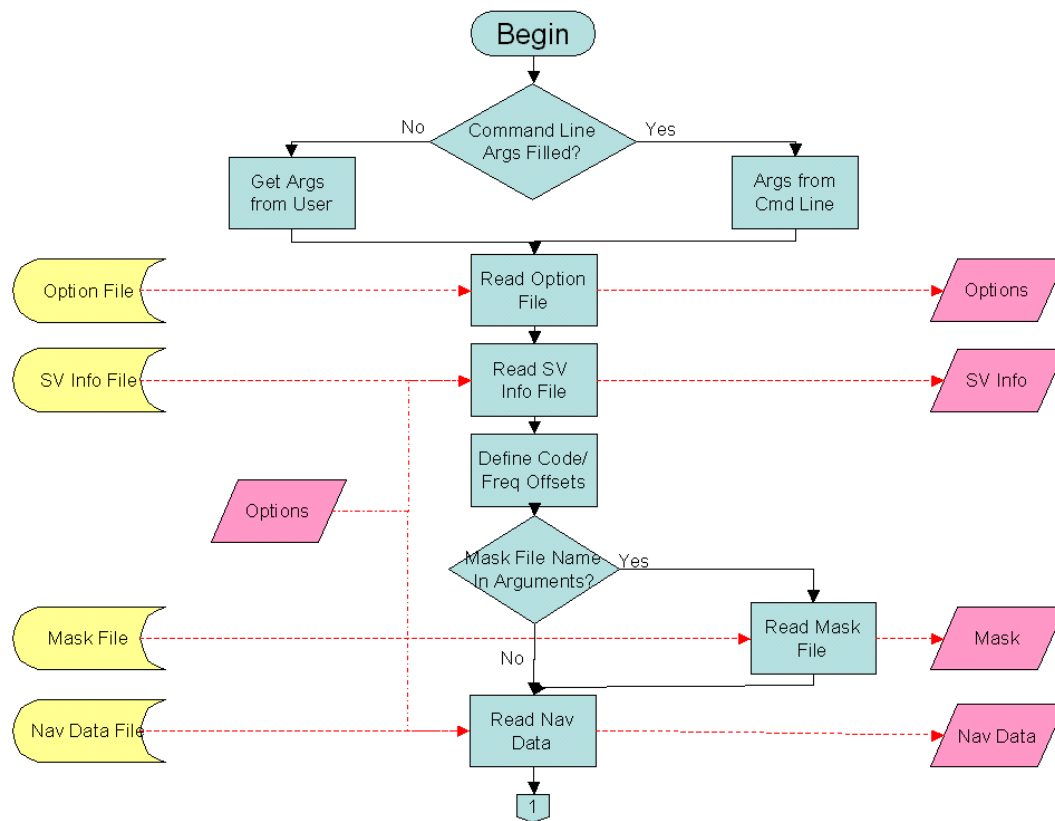 Begin
No
Command Line
Args Filled?
Yes
Get Args
from User
Args from
Cmd Line
Option File
Read Option
File
Options
SV Info File
Read SV
Info File
SV Info
Define Code/
Freq Offsets
Options
Mask File Name
In Arguments?
Yes
Mask File
Read Mask
File
Mask
No
Nav Data File
Read Nav
Data
Nav Data
1